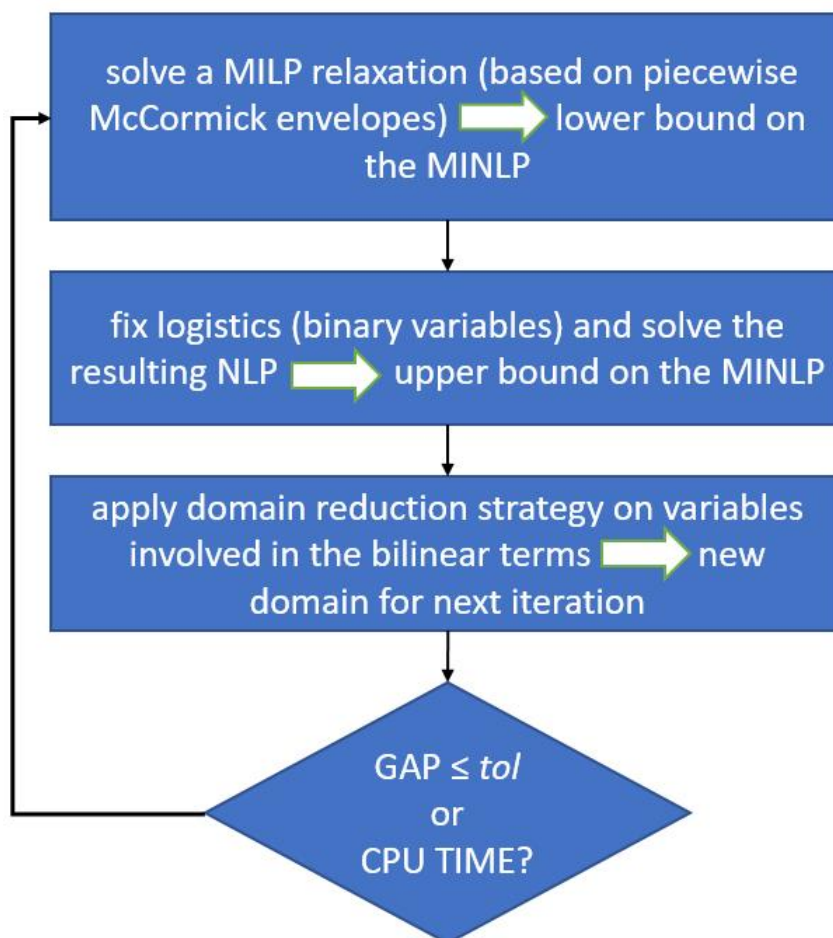 solve a MILP relaxation (based on piecewise
McCormick envelopes) lower bound on
the MINLP
fix logistics (binary variables) and solve the
resulting NLP upper bound on the MINLP
apply domain reduction strategy on variables
involved in the bilinear terms new
domain for next iteration
GAP ≤ tol
or
CPU TIME?